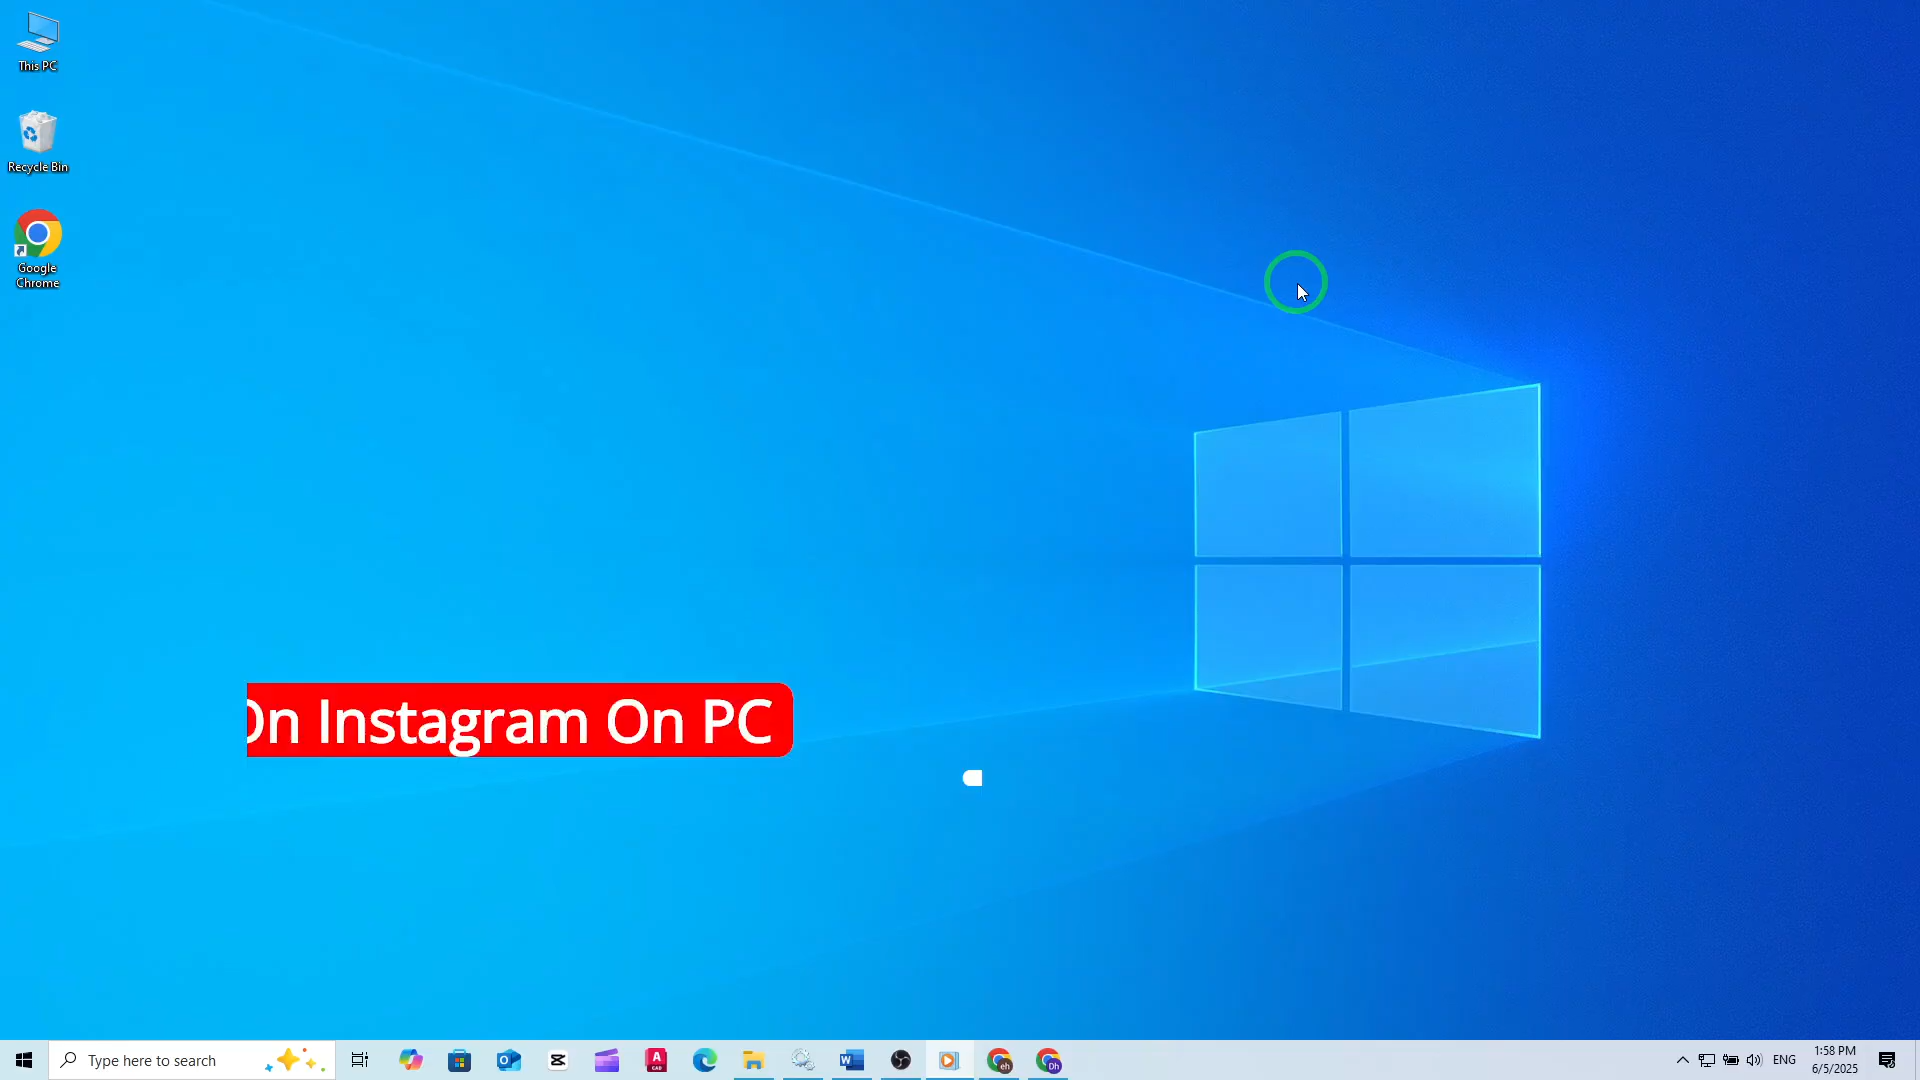 This PC
Recycle Bin
Google
Chrome
On Instagram On PC
Type here to search
ENG
1:58 PM
6/5/2025